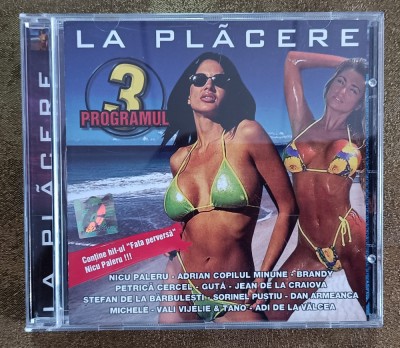 LA PLĂCERE
LA PLÃCERE
3
PROGRAMUL
Conţine hit-ul "Fata perversă"
Nicu Paleru !!!
NICU PALERU - ADRIAN COPILUL MINUNE - BRANDY
PETRICĂ CERCEL - GUŢĂ - JEAN DE LA CRAIOVA
ŞTEFAN DE LA BĂRBULEŞTI - SORINEL PUŞTIU - DAN ARMEANCA
MICHELE - VALI VIJELIE & TANO - ADI DE LA VÂLCEA